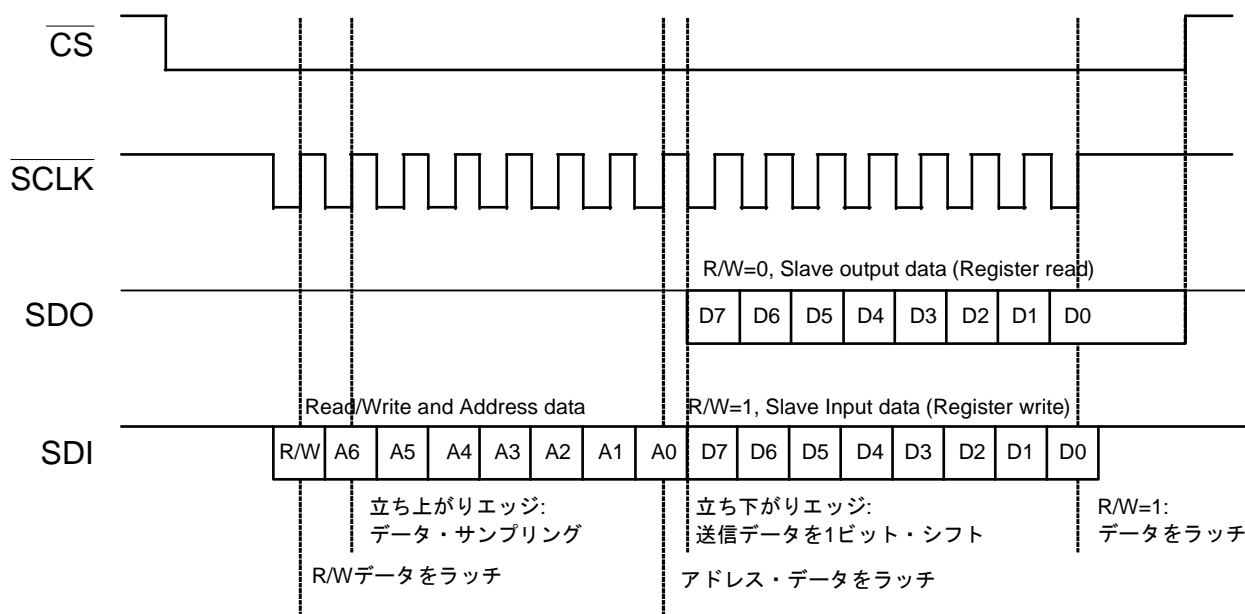 CS
SCLK
R/W=0, Slave output data (Register read)
SDO
D7 D6 D5 D4 D3 D2 D1 D0
Read/Write and Address data
R/W=1, Slave Input data (Register write)
SDI
R/W A6 A5 A4 A3 A2 A1 A0 D7 D6 D5 D4 D3 D2 D1 D0
立ち上がりエッジ:
データ・サンプリング
立ち下がりエッジ:
送信データを1ビット・シフト
R/W=1:
データをラッチ
R/Wデータをラッチ
アドレス・データをラッチ